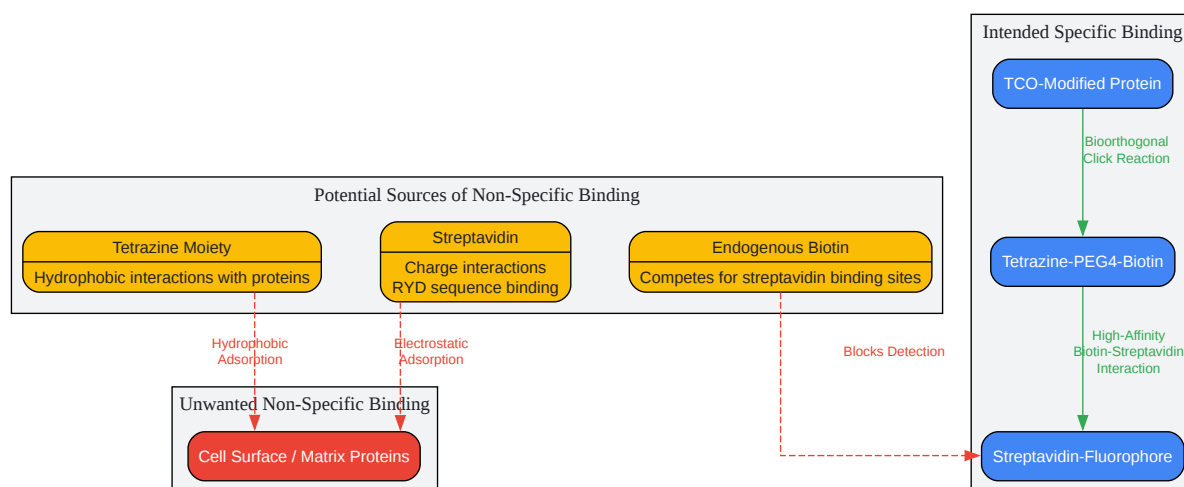 Intended Specific Binding
TCO-Modified Protein
Bioorthogonal
Click Reaction
Potential Sources of Non-Specific Binding
Tetrazine Moiety
Hydrophobic interactions with proteins
Streptavidin
Charge interactions
RYD sequence binding
Endogenous Biotin
Competes for streptavidin binding sites
Tetrazine-PEG4-Biotin
Hydrophobic
Adsorption
Electrostatic
Adsorption
Blocks Detection
High-Affinity
Biotin-Streptavidin
Interaction
Unwanted Non-Specific Binding
Cell Surface / Matrix Proteins
Streptavidin-Fluorophore